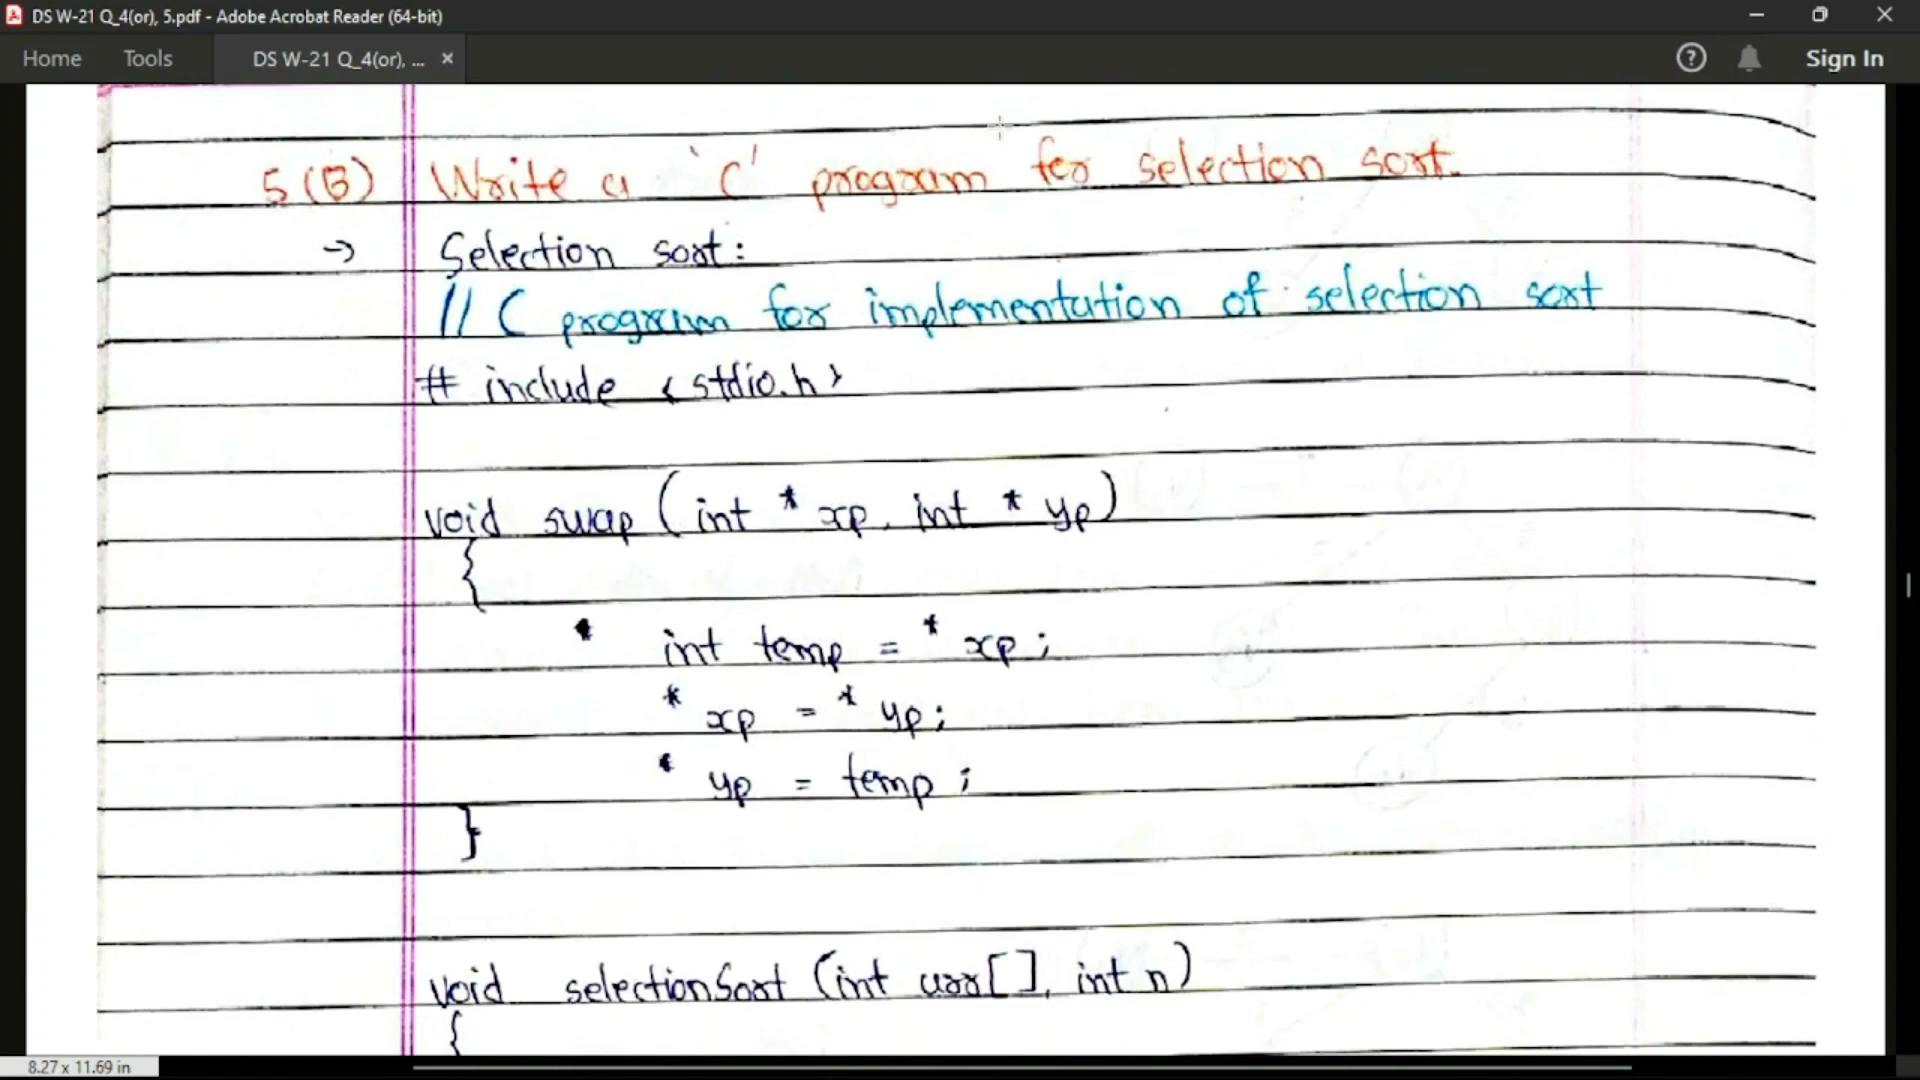 DS W-21 Q_4(or), 5.pdf - Adobe Acrobat Reader (64-bit)
Home Tools DS W-21 Q_4(or), ... × Sign In
5 (B) Write a 'C' program for selection sort.
→ Selection sort:
// C program for implementation of selection sort
# include <stdio.h>
void swap (int * xp, int * yp)
{
int temp = * xp ;
* xp = * yp ;
* yp = temp ;
}
void selectionSort (int arr[], int n)
{
8.27 x 11.69 in